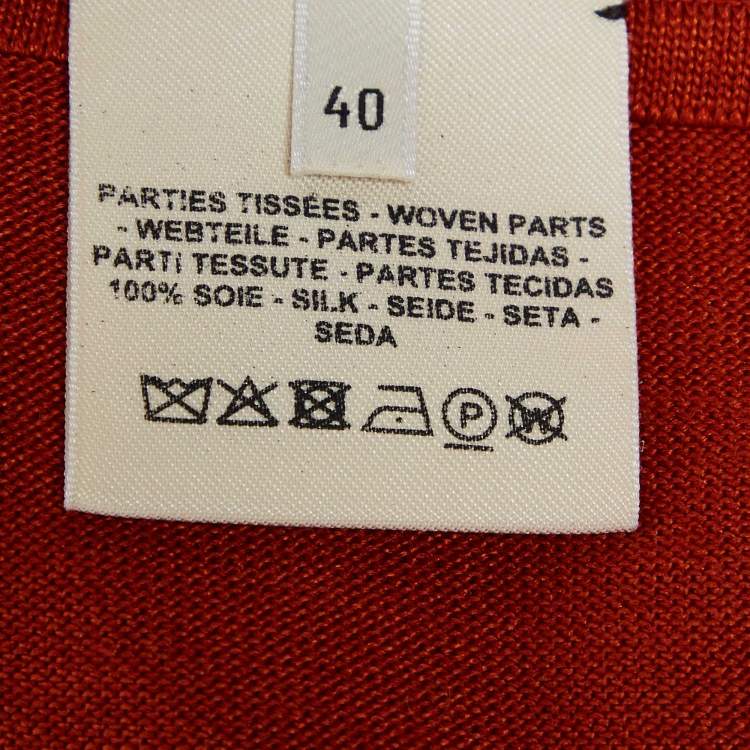 40
PARTIES TISSÉES - WOVEN PARTS
- WEBTEILE - PARTES TEJIDAS -
PARTI TESSUTE - PARTES TECIDAS
100% SOIE - SILK - SEIDE - SETA -
SEDA
P W